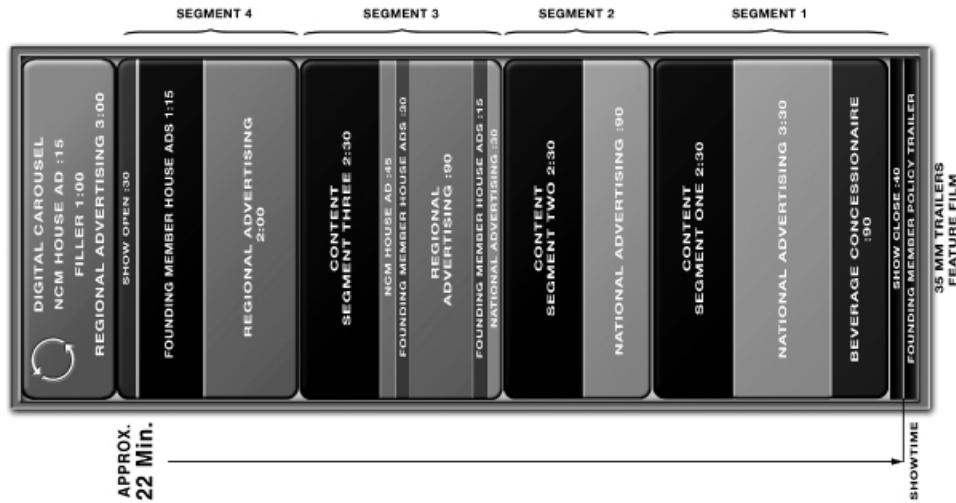 SEGMENT 4
SEGMENT 3
SEGMENT 2
SEGMENT 1
DIGITAL CAROUSEL
NCM HOUSE AD :15
FILLER 1:00
REGIONAL ADVERTISING 3:00
SHOW OPEN :30
FOUNDING MEMBER HOUSE ADS 1:15
REGIONAL ADVERTISING
2:00
CONTENT
SEGMENT THREE 2:30
NCM HOUSE AD :45
FOUNDING MEMBER HOUSE ADS :30
REGIONAL
ADVERTISING :90
FOUNDING MEMBER HOUSE ADS :15
NATIONAL ADVERTISING :30
CONTENT
SEGMENT TWO 2:30
NATIONAL ADVERTISING :90
CONTENT
SEGMENT ONE 2:30
NATIONAL ADVERTISING 3:30
BEVERAGE CONCESSIONAIRE
:90
SHOW CLOSE :40
FOUNDING MEMBER POLICY TRAILER
35 MM TRAILERS
FEATURE FILM
APPROX.
22 Min.
SHOWTIME